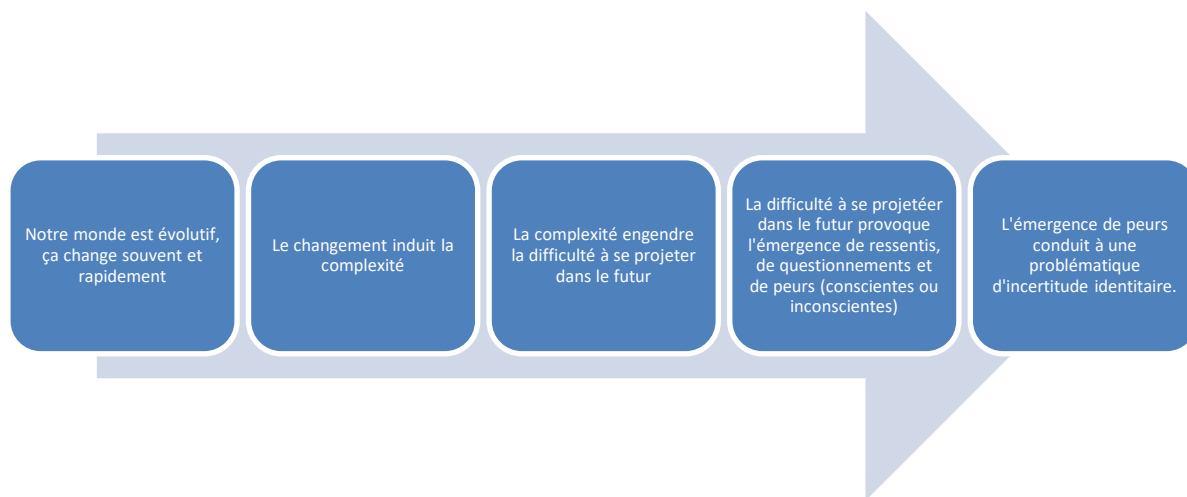 Notre monde est évolutif,
ça change souvent et
rapidement
Le changement induit la
complexité
La complexité engendre
la difficulté à se projeter
dans le futur
La difficulté à se projetéer
dans le futur provoque
l'émergence de ressentis,
de questionnements et
de peurs (conscientes ou
inconscientes)
L'émergence de peurs
conduit à une
problématique
d'incertitude identitaire.